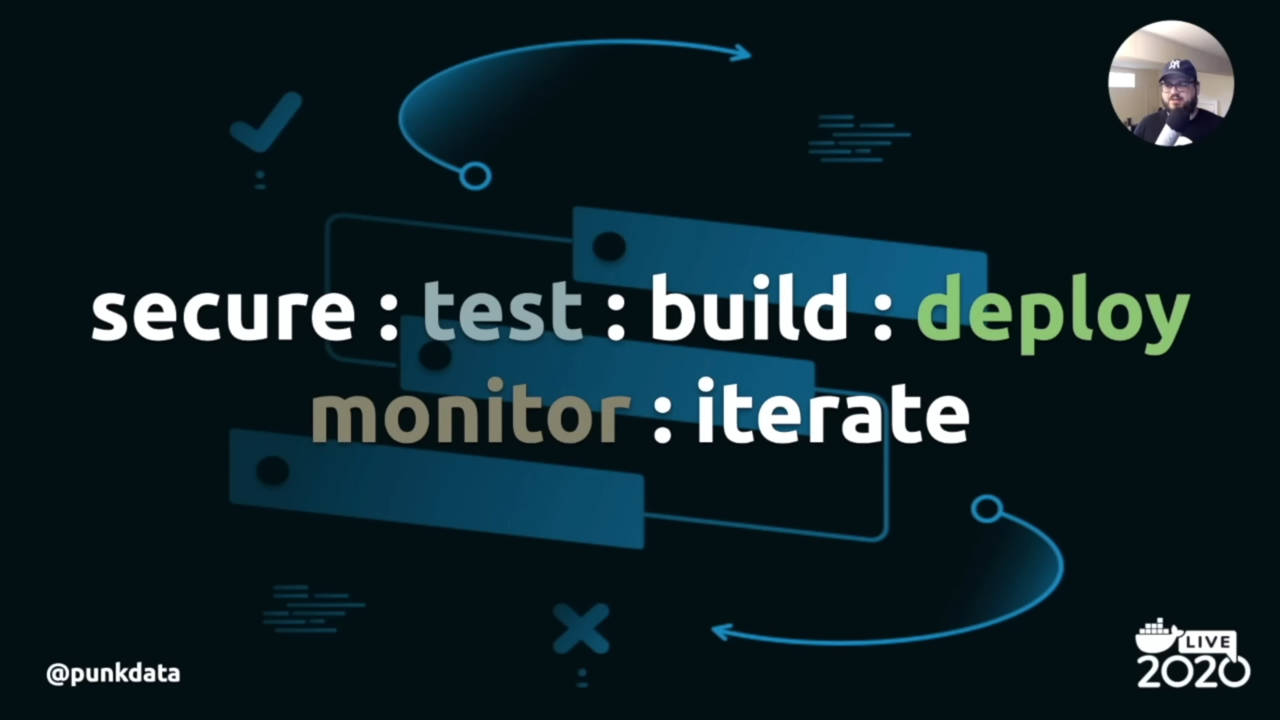 secure : test : build : deploy
monitor : iterate
@punkdata
LIVE
2020